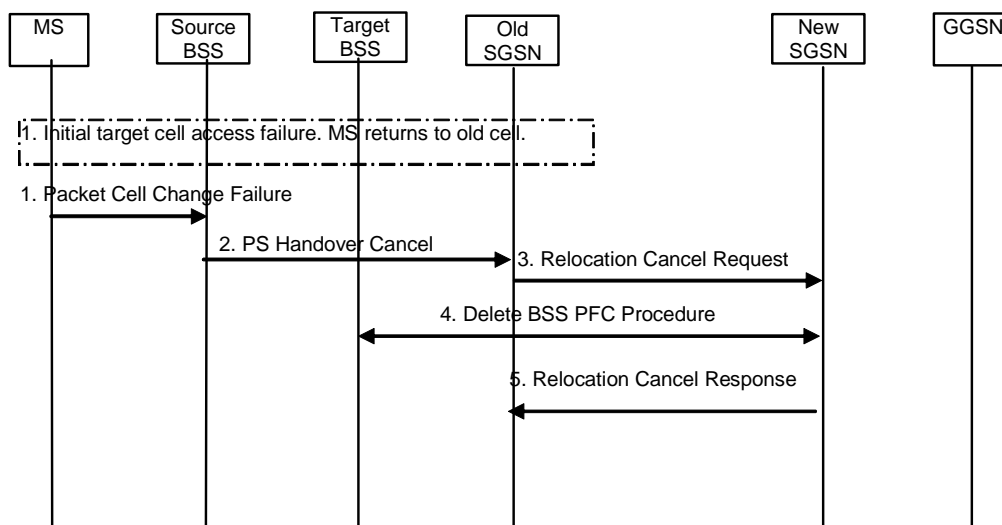 MS
Source
BSS
Target
BSS
Old
SGSN
New
SGSN
GGSN
1. Initial target cell access failure. MS returns to old cell.
1. Packet Cell Change Failure
2. PS Handover Cancel
3. Relocation Cancel Request
4. Delete BSS PFC Procedure
5. Relocation Cancel Response